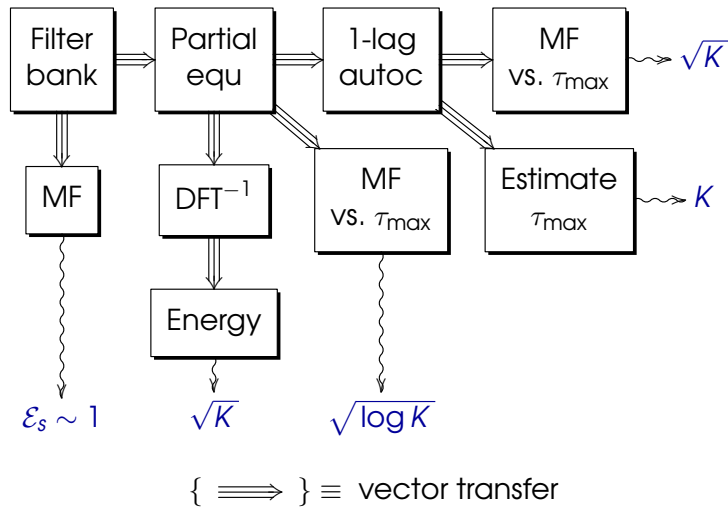 Filter
bank
Partial
equ
1-lag
autoc
MF
vs. τmax
√K
MF
DFT⁻¹
MF
vs. τmax
Estimate
τmax
K
Energy
ℰs ∼ 1
√K
√log K
{ ⟹ } ≡ vector transfer